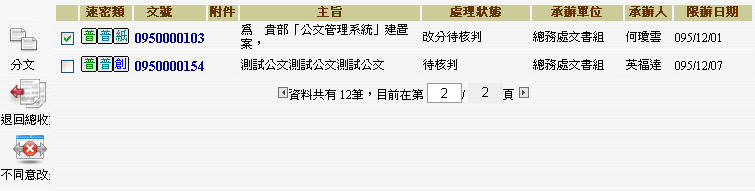 速密類 文號 附件 主旨 處理狀態 承辦單位 承辦人 限辦日期
普 普 紙 0950000103 為　貴部「公文管理系統」建置案， 改分待核判 總務處文書組 何瓊雲 095/12/01
普 普 創 0950000154 測試公文測試公文測試公文 待核判 總務處文書組 英福達 095/12/07
資料共有 12筆，目前在第 2 / 2 頁
分文
退回總收
不同意改